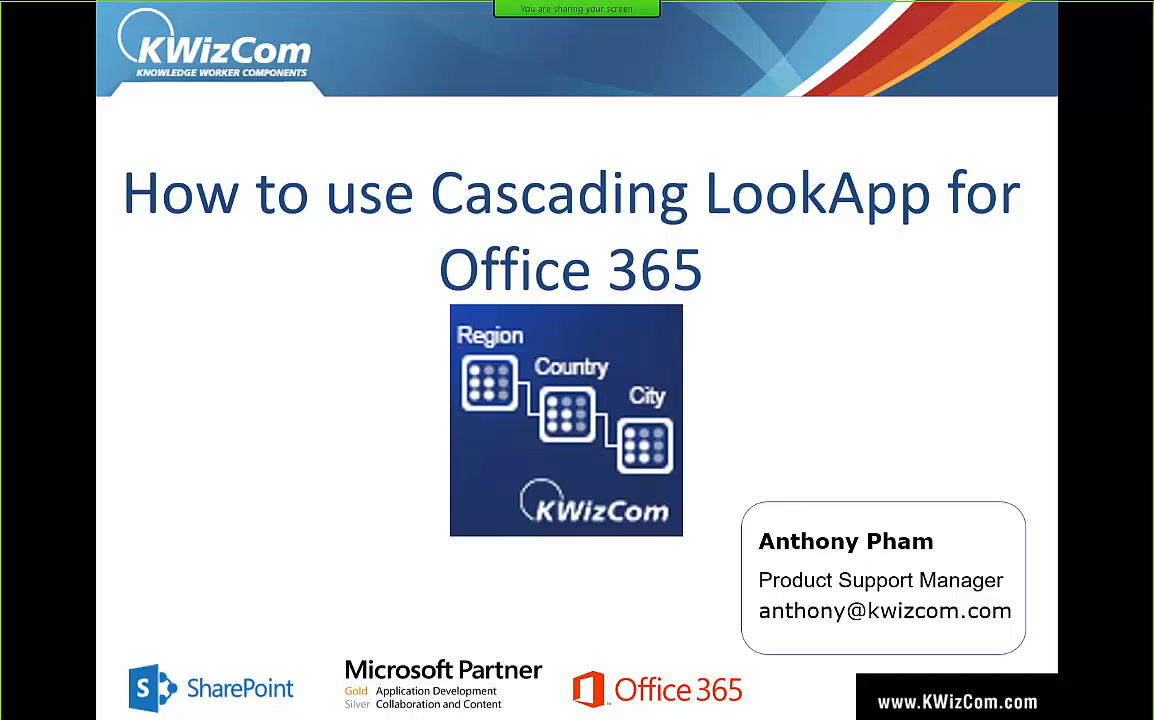 You are sharing your screen.
KWizCom
KNOWLEDGE WORKER COMPONENTS
How to use Cascading LookApp for
Office 365
Region
Country
City
KWizCom
Anthony Pham
Product Support Manager
anthony@kwizcom.com
S SharePoint
Microsoft Partner
Gold Application Development
Silver Collaboration and Content
Office 365
www.KWizCom.com